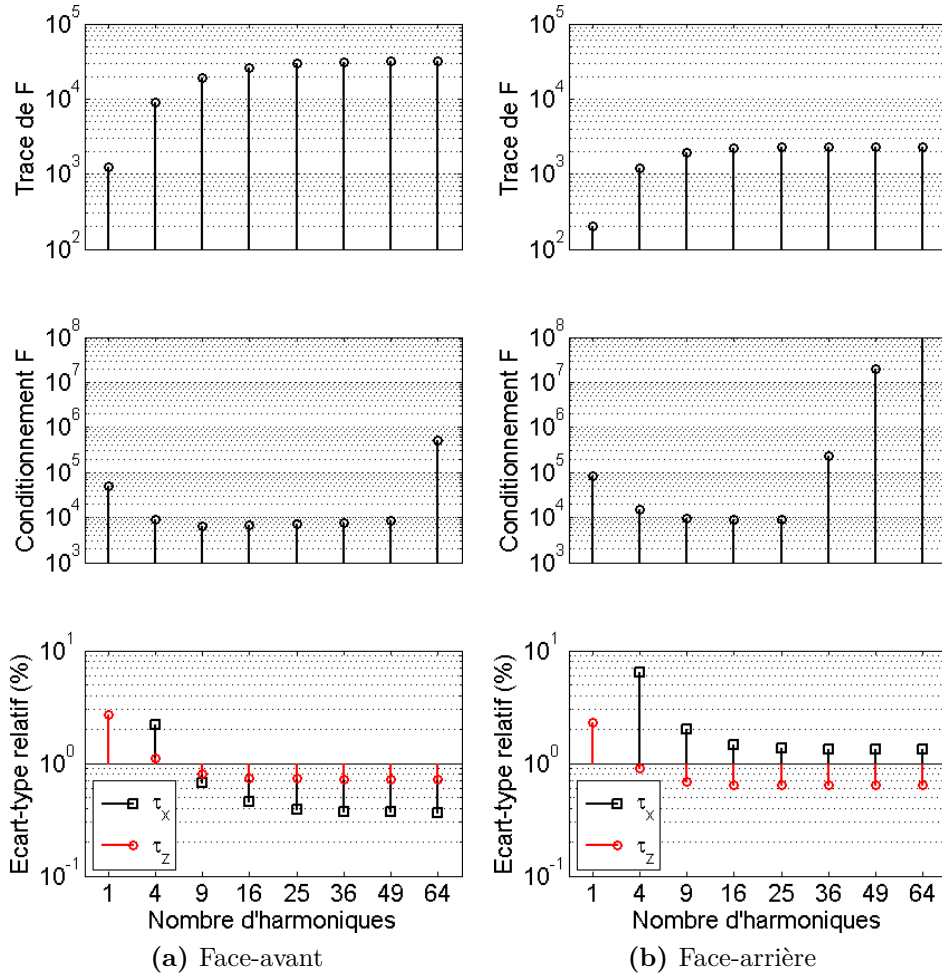 10^5
10^4
10^3
10^2
Trace de F
10^5
10^4
10^3
10^2
Trace de F
10^8
10^7
10^6
10^5
10^4
10^3
Conditionnement F
10^8
10^7
10^6
10^5
10^4
10^3
Conditionnement F
10^1
10^0
10^-1
Ecart-type relatif (%)
τ_x
τ_z
1 4 9 16 25 36 49 64
Nombre d'harmoniques
(a) Face-avant
10^1
10^0
10^-1
Ecart-type relatif (%)
τ_x
τ_z
1 4 9 16 25 36 49 64
Nombre d'harmoniques
(b) Face-arrière